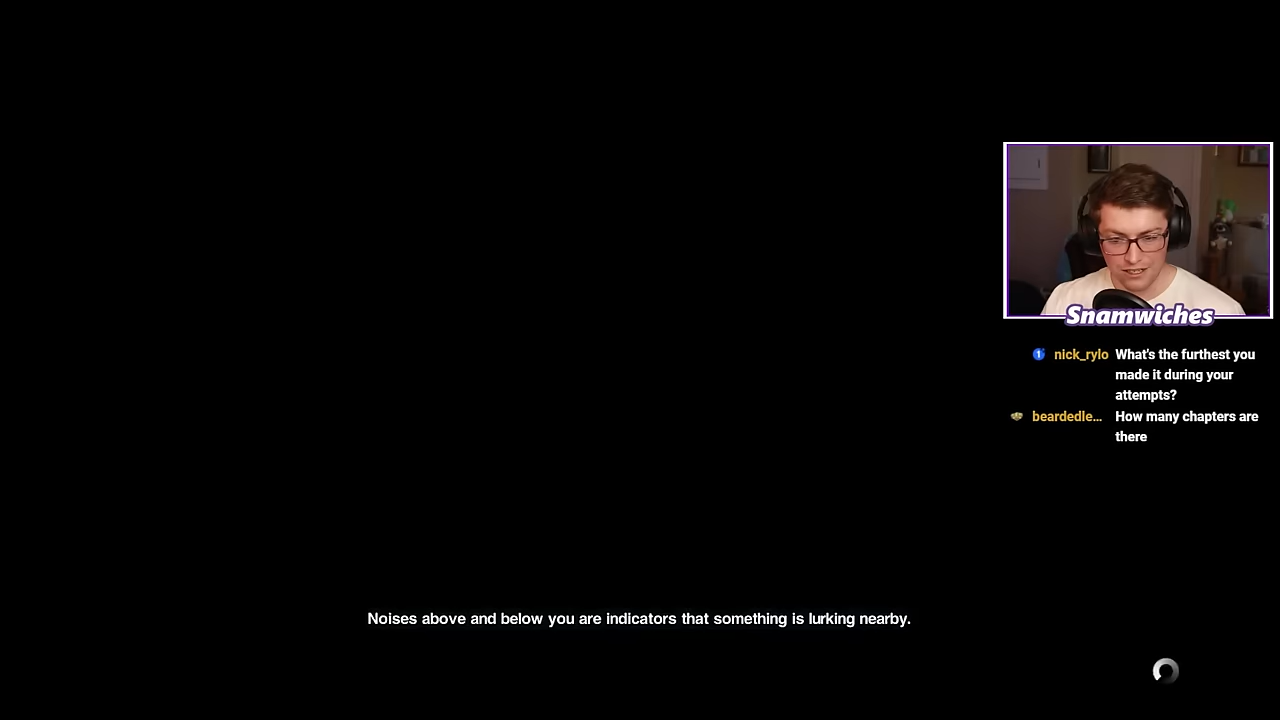 Snamwiches
nick_rylo What's the furthest you
made it during your
attempts?
beardedle... How many chapters are
there
Noises above and below you are indicators that something is lurking nearby.